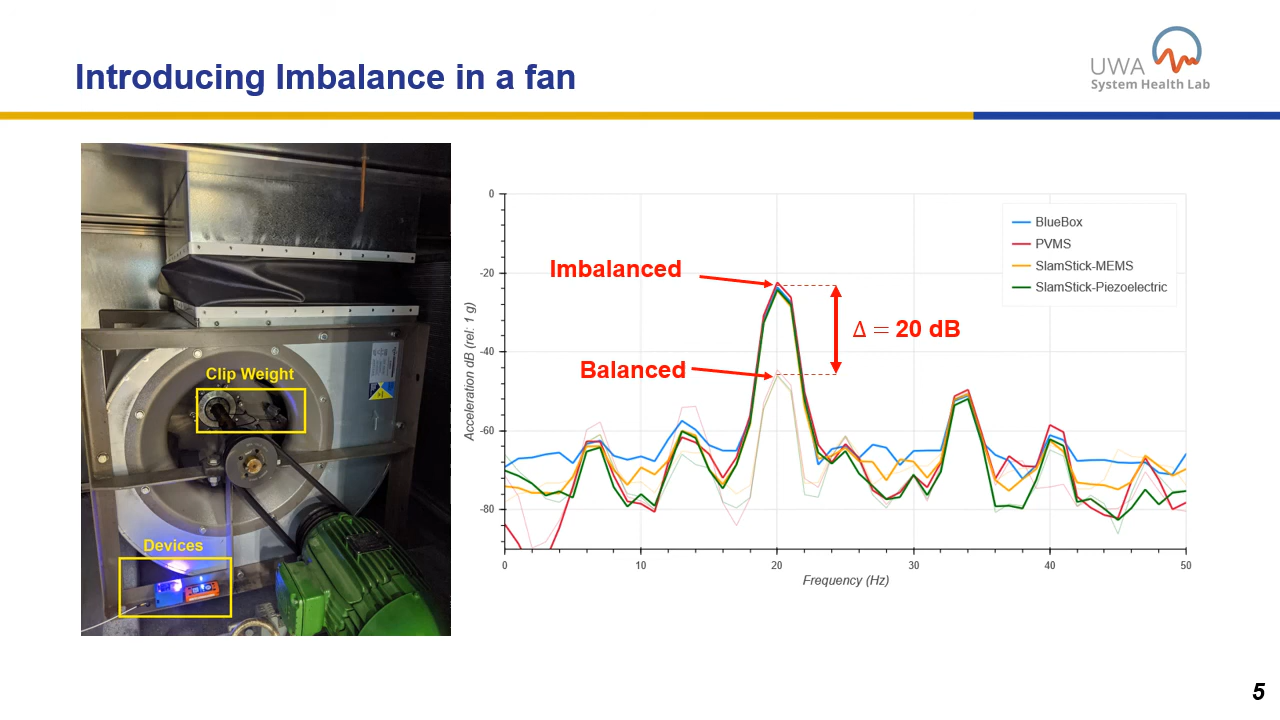 Introducing Imbalance in a fan
UWA
System Health Lab
Clip Weight
Devices
0
-20
-40
-60
-80
Acceleration dB (rel: 1 g)
Imbalanced
Balanced
Δ = 20 dB
BlueBox
PVMS
SlamStick-MEMS
SlamStick-Piezoelectric
0 10 20 30 40 50
Frequency (Hz)
5